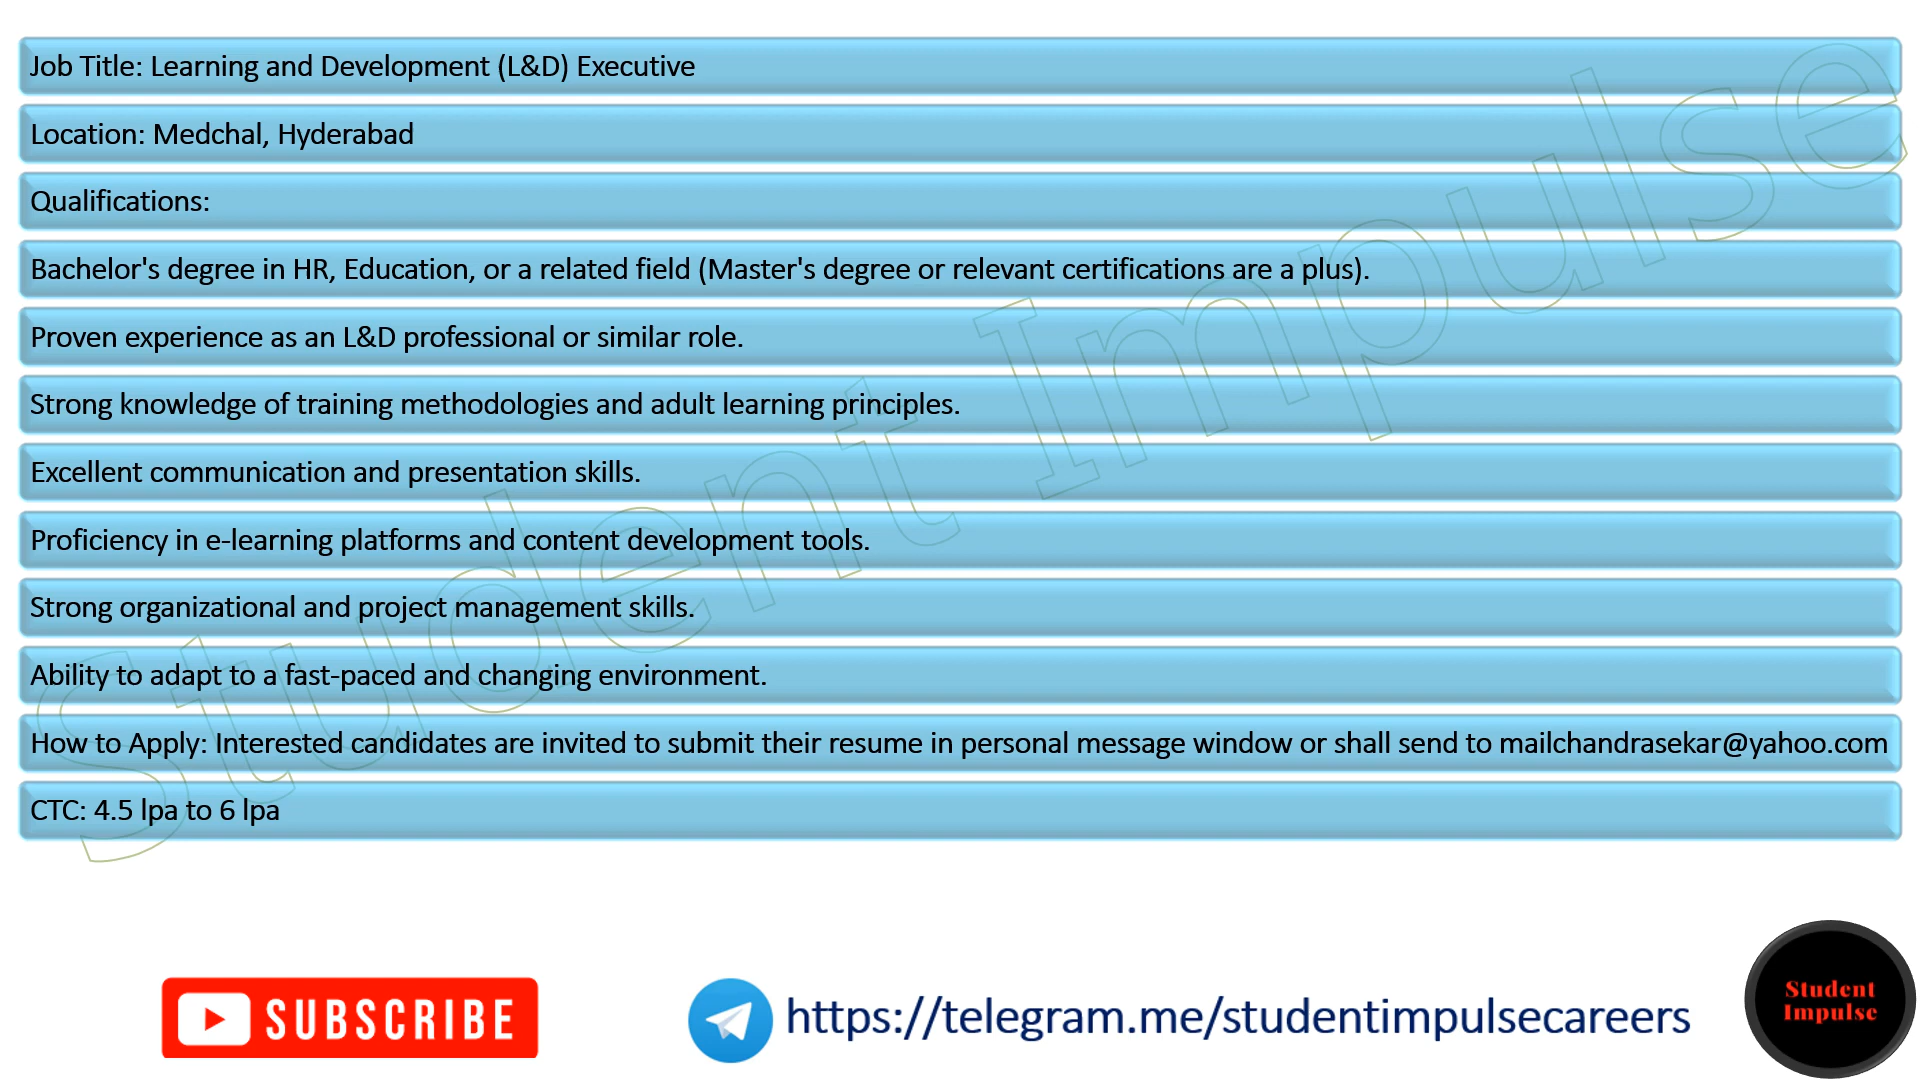 Job Title: Learning and Development (L&D) Executive
Location: Medchal, Hyderabad
Qualifications:
Bachelor's degree in HR, Education, or a related field (Master's degree or relevant certifications are a plus).
Proven experience as an L&D professional or similar role.
Strong knowledge of training methodologies and adult learning principles.
Excellent communication and presentation skills.
Proficiency in e-learning platforms and content development tools.
Strong organizational and project management skills.
Ability to adapt to a fast-paced and changing environment.
How to Apply: Interested candidates are invited to submit their resume in personal message window or shall send to mailchandrasekar@yahoo.com
CTC: 4.5 lpa to 6 lpa
Student Impulse
SUBSCRIBE
https://telegram.me/studentimpulsecareers
Student
Impulse